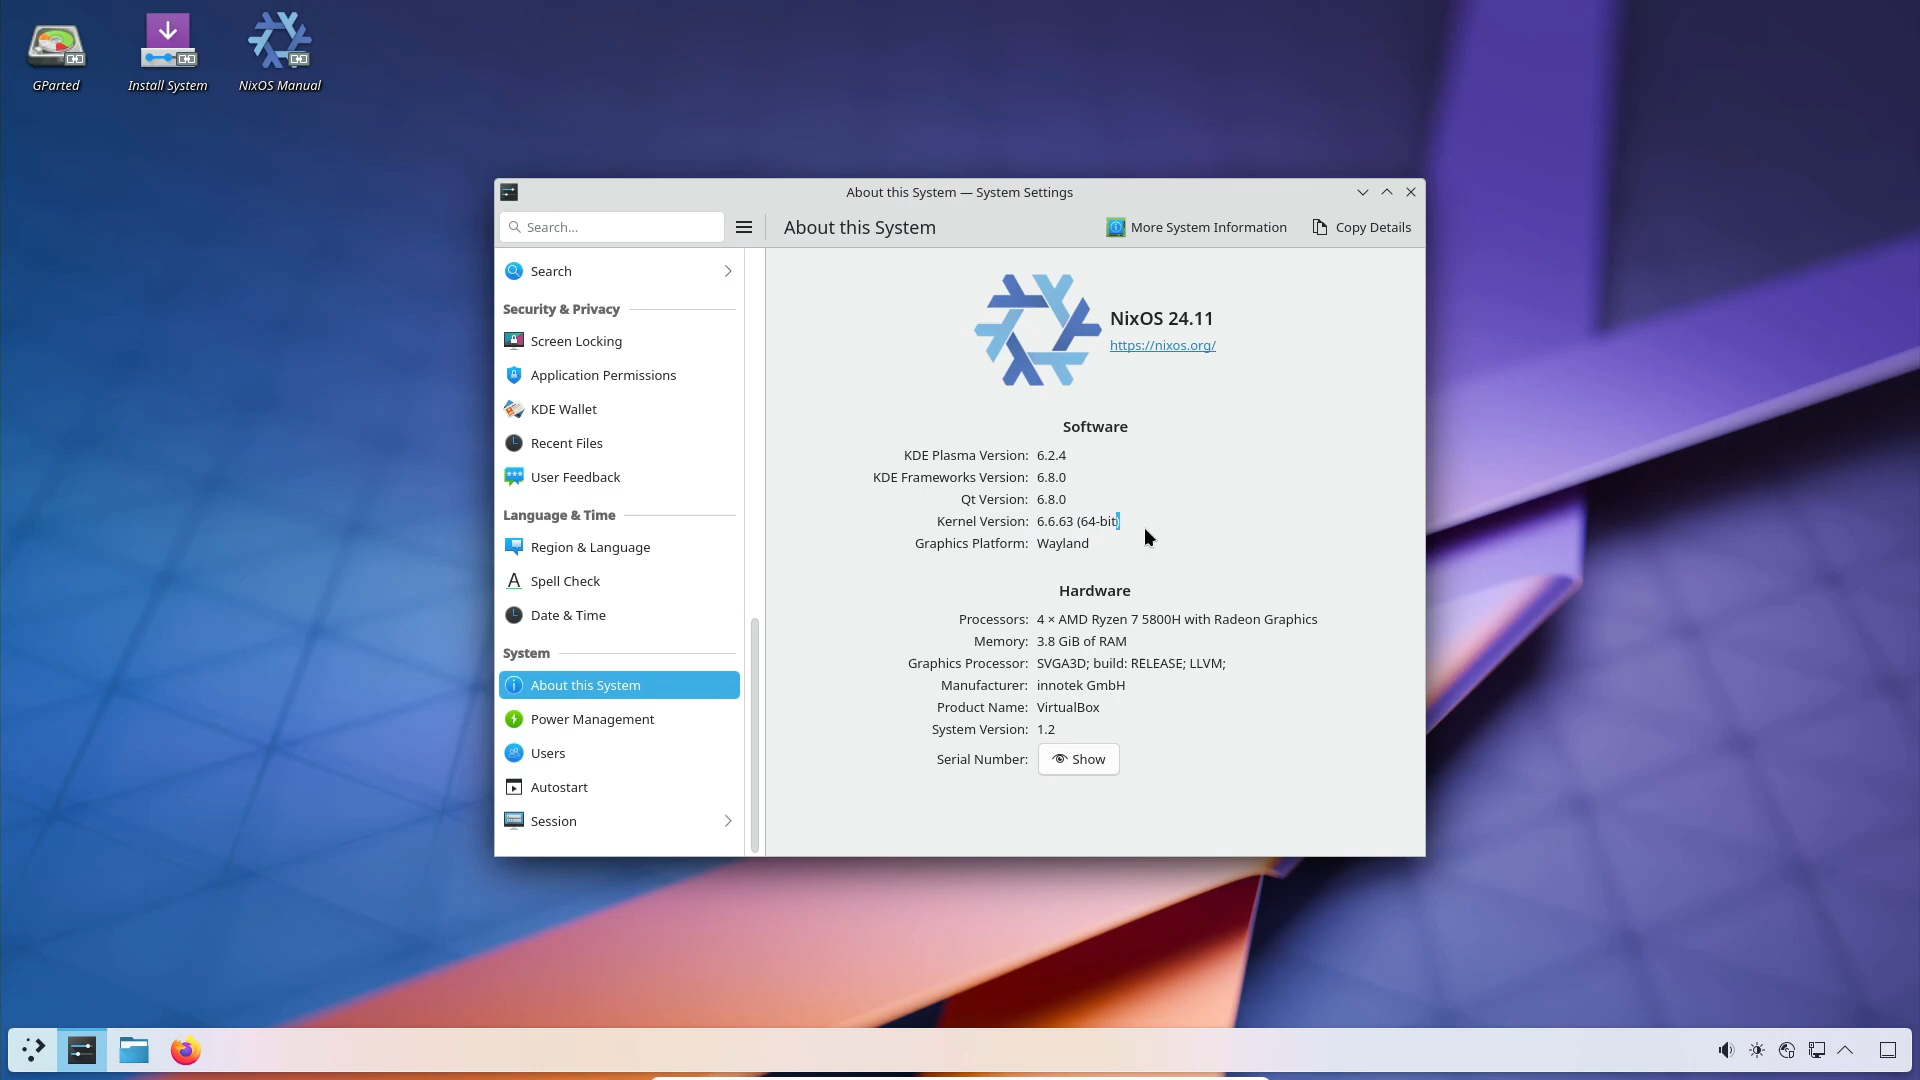 GParted
Install System
NixOS Manual
About this System — System Settings
Search...
About this System
More System Information
Copy Details
Search
Security & Privacy
Screen Locking
Application Permissions
KDE Wallet
Recent Files
User Feedback
Language & Time
Region & Language
Spell Check
Date & Time
System
About this System
Power Management
Users
Autostart
Session
NixOS 24.11
https://nixos.org/
Software
KDE Plasma Version: 6.2.4
KDE Frameworks Version: 6.8.0
Qt Version: 6.8.0
Kernel Version: 6.6.63 (64-bit)
Graphics Platform: Wayland
Hardware
Processors: 4 × AMD Ryzen 7 5800H with Radeon Graphics
Memory: 3.8 GiB of RAM
Graphics Processor: SVGA3D; build: RELEASE; LLVM;
Manufacturer: innotek GmbH
Product Name: VirtualBox
System Version: 1.2
Serial Number: Show